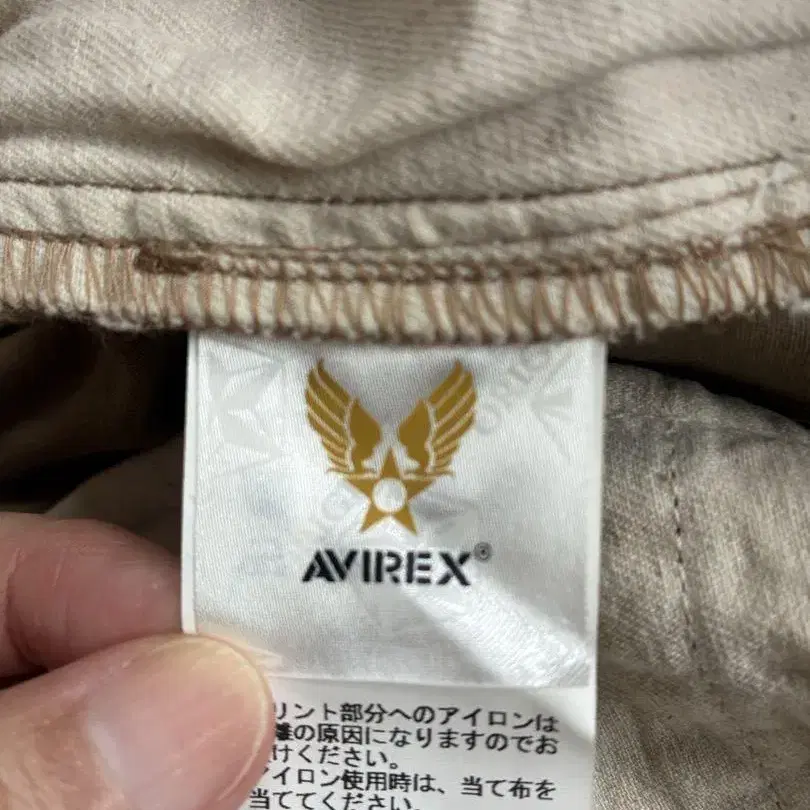 AVIREX®
リント部分へのアイロンは
離の原因になりますのでお
けください。
アイロン使用時は、当て布を
当ててください。